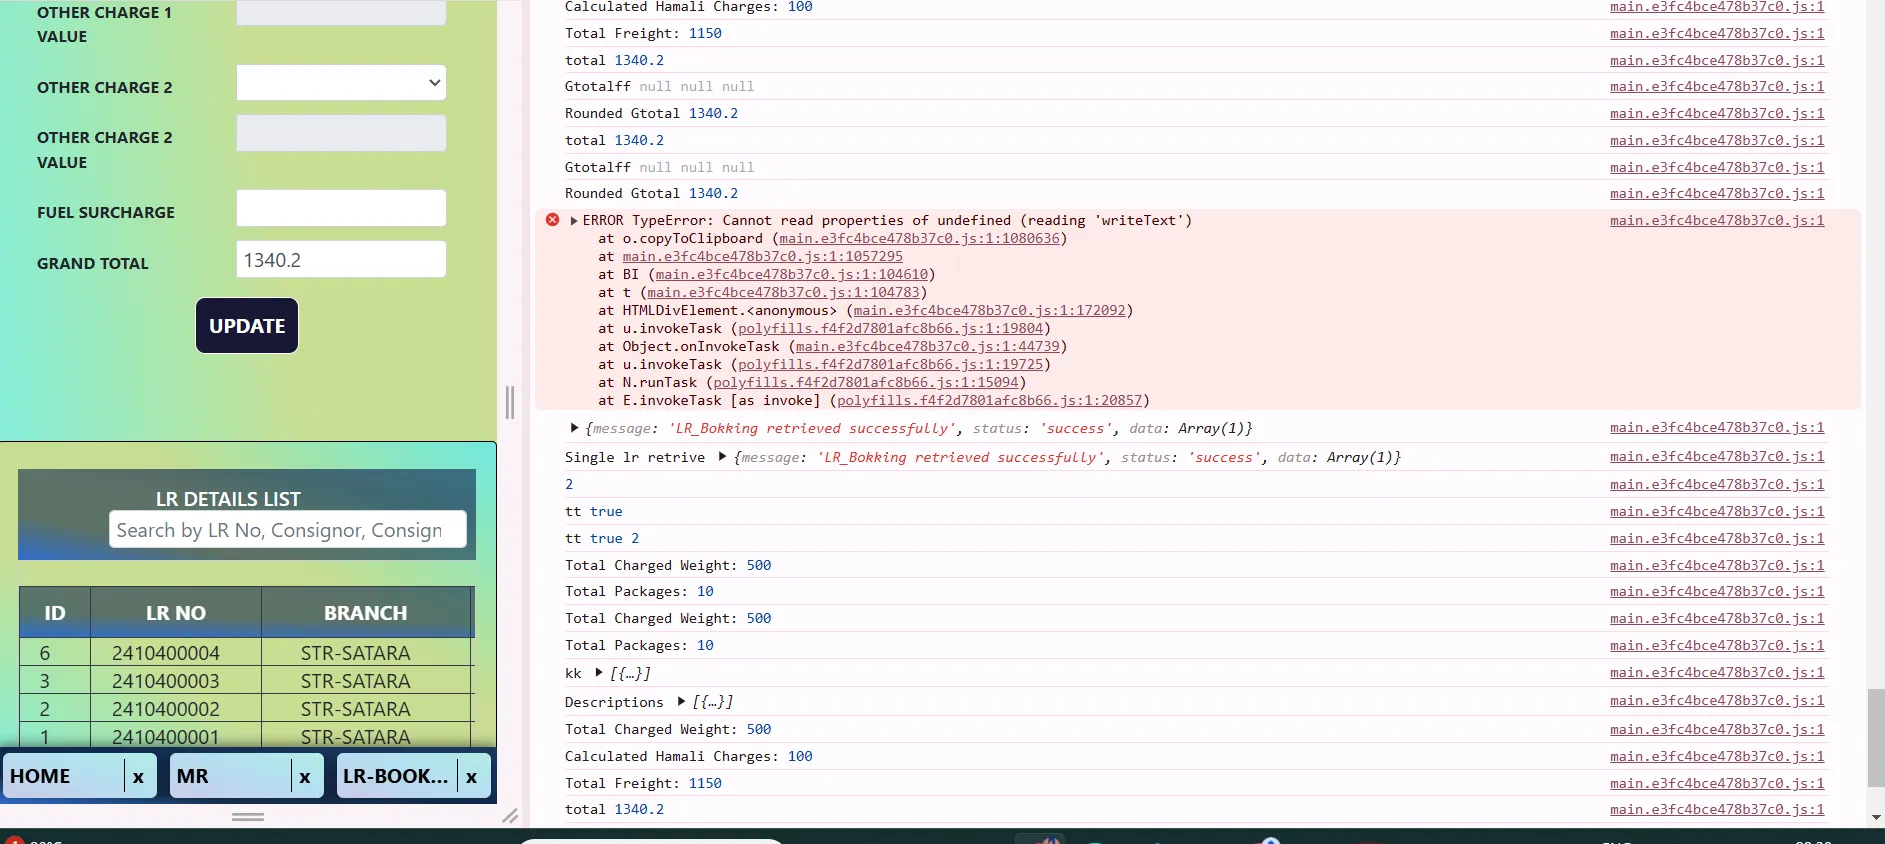 OTHER CHARGE 1
VALUE
OTHER CHARGE 2
OTHER CHARGE 2
VALUE
FUEL SURCHARGE
GRAND TOTAL
1340.2
UPDATE
LR DETAILS LIST
Search by LR No, Consignor, Consign
ID LR NO BRANCH
6 2410400004 STR-SATARA
3 2410400003 STR-SATARA
2 2410400002 STR-SATARA
1 2410400001 STR-SATARA
HOME x MR x LR-BOOK... x
Calculated Hamali Charges: 100 main.e3fc4bce478b37c0.js:1
Total Freight: 1150 main.e3fc4bce478b37c0.js:1
total 1340.2 main.e3fc4bce478b37c0.js:1
Gtotalff null null null main.e3fc4bce478b37c0.js:1
Rounded Gtotal 1340.2 main.e3fc4bce478b37c0.js:1
total 1340.2 main.e3fc4bce478b37c0.js:1
Gtotalff null null null main.e3fc4bce478b37c0.js:1
Rounded Gtotal 1340.2 main.e3fc4bce478b37c0.js:1
ERROR TypeError: Cannot read properties of undefined (reading 'writeText') main.e3fc4bce478b37c0.js:1
at o.copyToClipboard (main.e3fc4bce478b37c0.js:1:1080636)
at main.e3fc4bce478b37c0.js:1:1057295
at BI (main.e3fc4bce478b37c0.js:1:104610)
at t (main.e3fc4bce478b37c0.js:1:104783)
at HTMLDivElement.<anonymous> (main.e3fc4bce478b37c0.js:1:172092)
at u.invokeTask (polyfills.f4f2d7801afc8b66.js:1:19804)
at Object.onInvokeTask (main.e3fc4bce478b37c0.js:1:44739)
at u.invokeTask (polyfills.f4f2d7801afc8b66.js:1:19725)
at N.runTask (polyfills.f4f2d7801afc8b66.js:1:15094)
at E.invokeTask [as invoke] (polyfills.f4f2d7801afc8b66.js:1:20857)
{message: 'LR_Bokking retrieved successfully', status: 'success', data: Array(1)} main.e3fc4bce478b37c0.js:1
Single lr retrive {message: 'LR_Bokking retrieved successfully', status: 'success', data: Array(1)} main.e3fc4bce478b37c0.js:1
2 main.e3fc4bce478b37c0.js:1
tt true main.e3fc4bce478b37c0.js:1
tt true 2 main.e3fc4bce478b37c0.js:1
Total Charged Weight: 500 main.e3fc4bce478b37c0.js:1
Total Packages: 10 main.e3fc4bce478b37c0.js:1
Total Charged Weight: 500 main.e3fc4bce478b37c0.js:1
Total Packages: 10 main.e3fc4bce478b37c0.js:1
kk [{…}] main.e3fc4bce478b37c0.js:1
Descriptions [{…}] main.e3fc4bce478b37c0.js:1
Total Charged Weight: 500 main.e3fc4bce478b37c0.js:1
Calculated Hamali Charges: 100 main.e3fc4bce478b37c0.js:1
Total Freight: 1150 main.e3fc4bce478b37c0.js:1
total 1340.2 main.e3fc4bce478b37c0.js:1